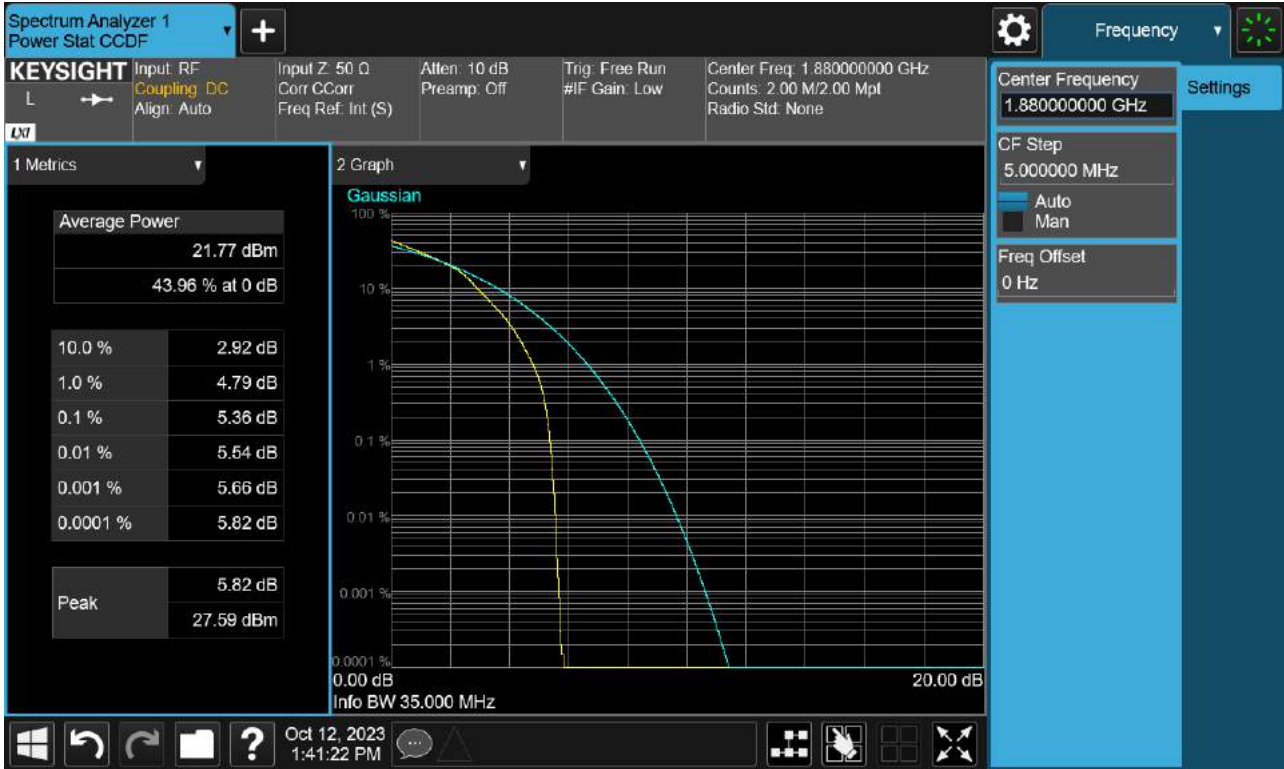 Spectrum Analyzer 1
Power Stat CCDF
+
Frequency
KEYSIGHT
L
LXI
Input: RF
Coupling: DC
Align: Auto
Input Z: 50 Ω
Corr CCorr
Freq Ref: Int (S)
Atten: 10 dB
Preamp: Off
Trig: Free Run
#IF Gain: Low
Center Freq: 1.880000000 GHz
Counts: 2.00 M/2.00 Mpt
Radio Std: None
Center Frequency
1.880000000 GHz
Settings
CF Step
5.000000 MHz
Auto
Man
Freq Offset
0 Hz
1 Metrics
Average Power
21.77 dBm
43.96 % at 0 dB
10.0 % 2.92 dB
1.0 % 4.79 dB
0.1 % 5.36 dB
0.01 % 5.54 dB
0.001 % 5.66 dB
0.0001 % 5.82 dB
Peak
5.82 dB
27.59 dBm
2 Graph
Gaussian
100 %
10 %
1 %
0.1 %
0.01 %
0.001 %
0.0001 %
0.00 dB 20.00 dB
Info BW 35.000 MHz
?
Oct 12, 2023
1:41:22 PM